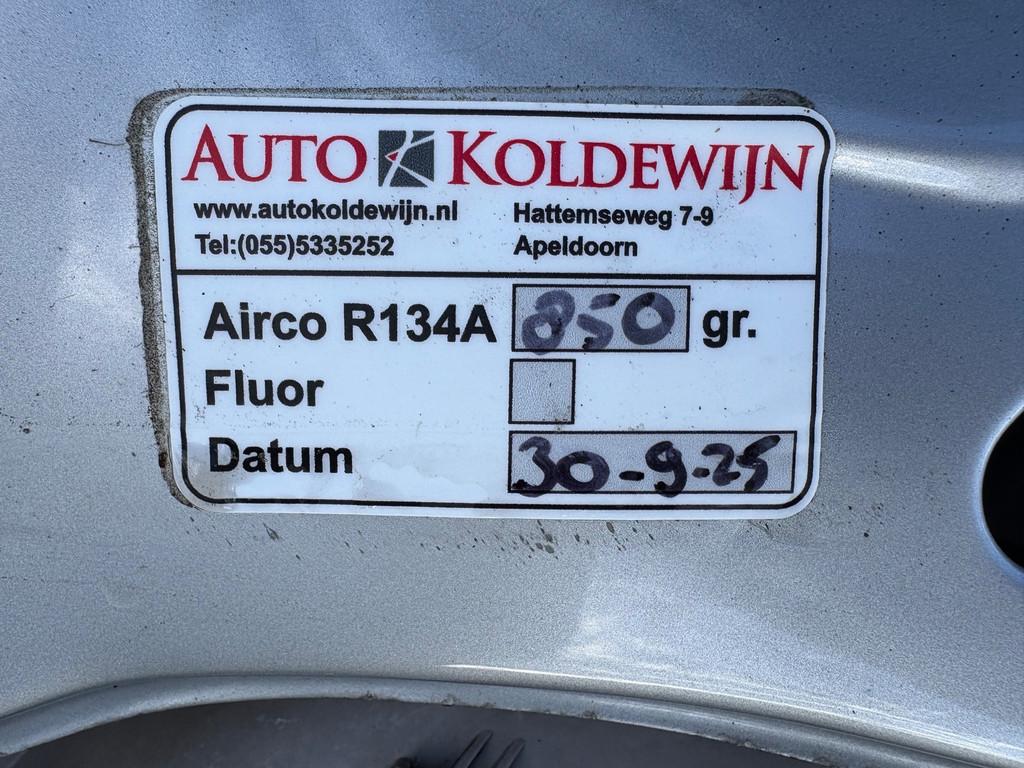 AUTO KOLDEWIJN
www.autokoldewijn.nl Hattemseweg 7-9
Tel:(055)5335252 Apeldoorn
Airco R134A 850 gr.
Fluor
Datum 30-9-25